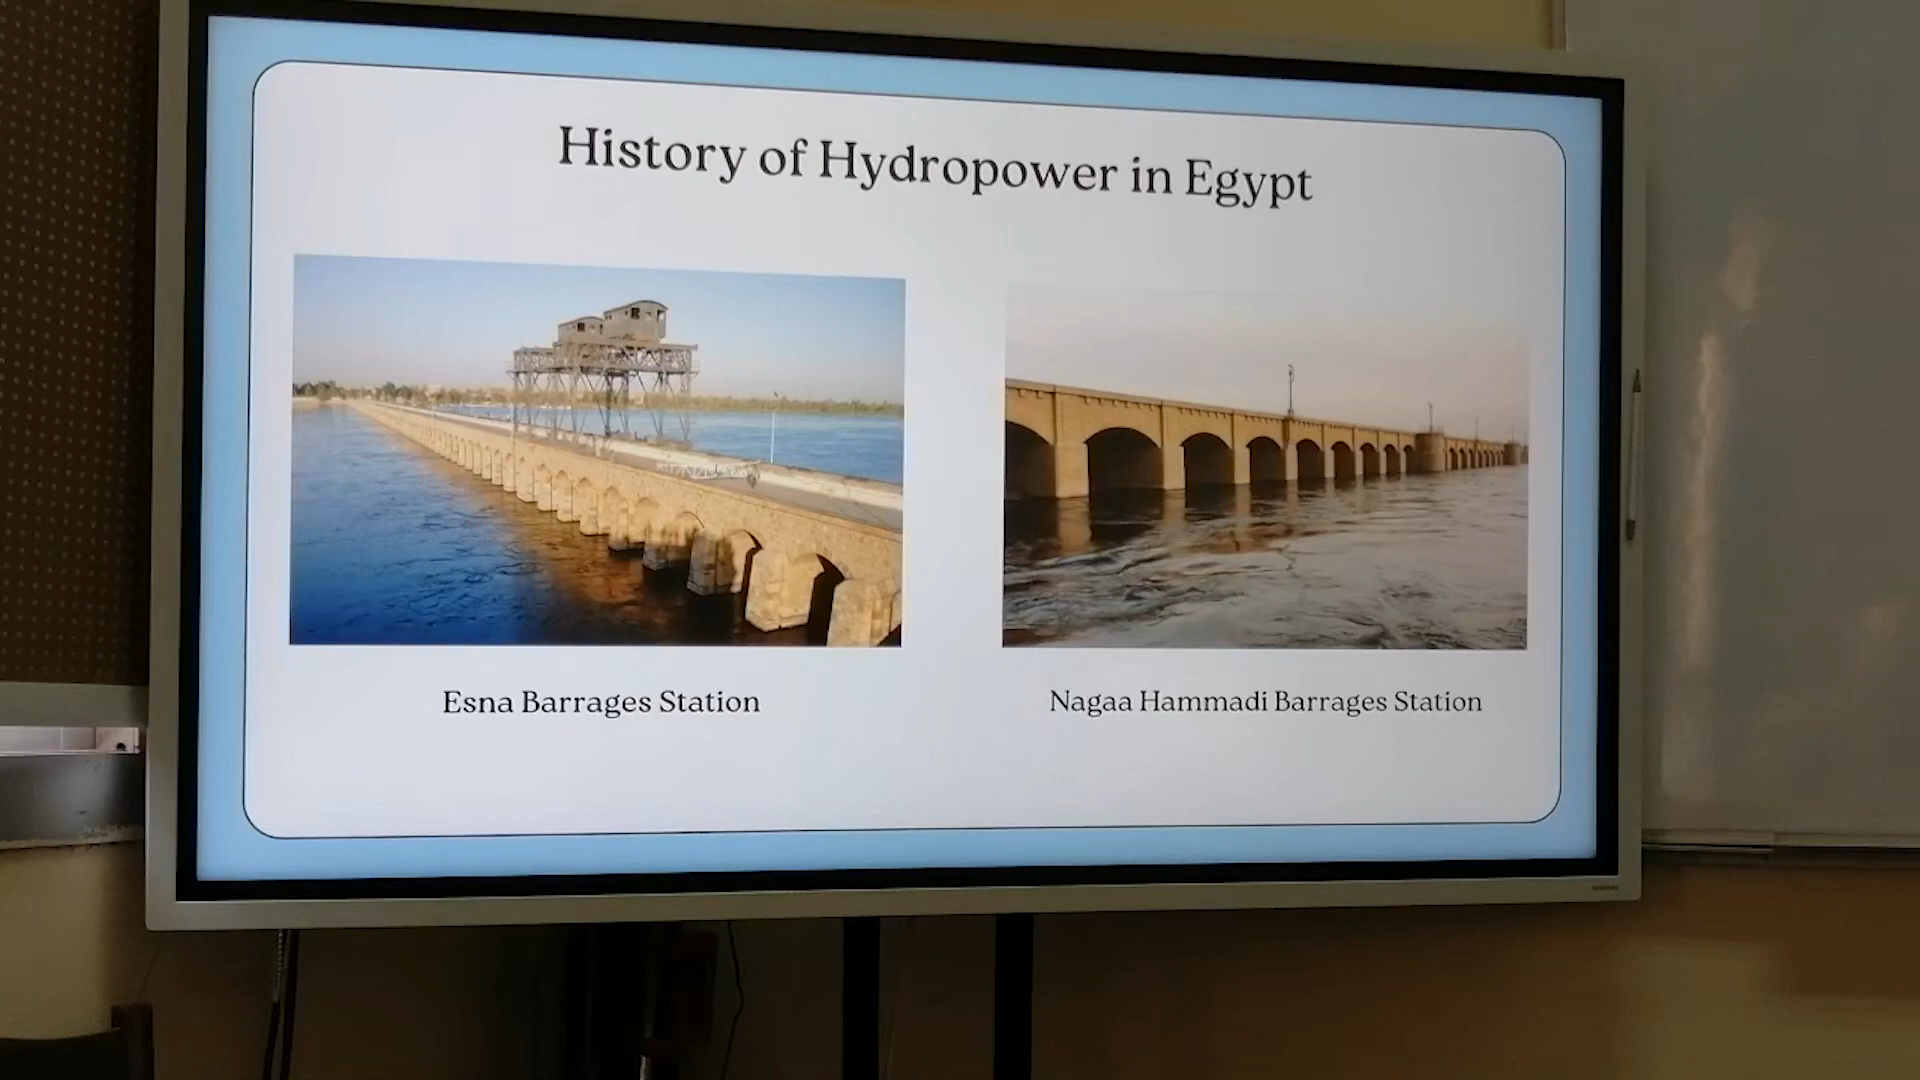 History of Hydropower in Egypt
Esna Barrages Station
Nagaa Hammadi Barrages Station